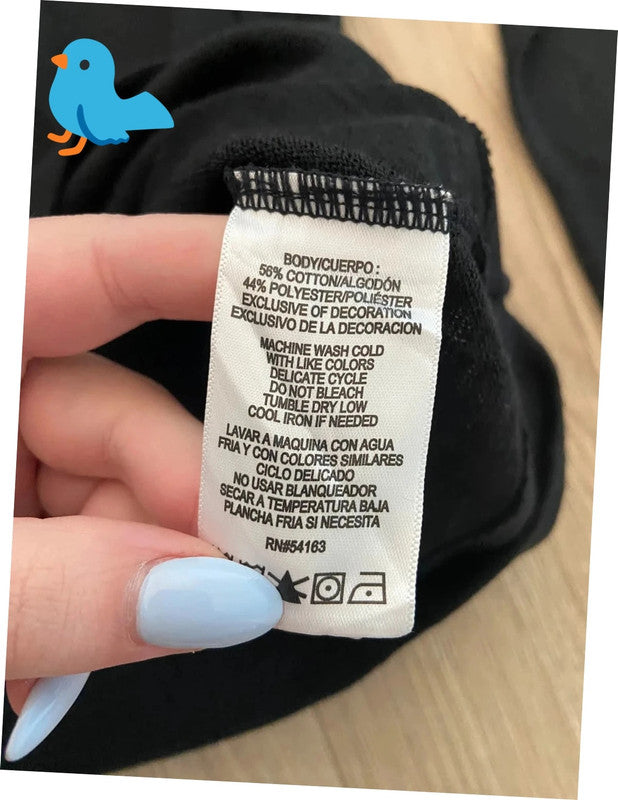 BODY/CUERPO :
56% COTTON/ALGODÓN
44% POLYESTER/POLIÉSTER
EXCLUSIVE OF DECORATION
EXCLUSIVO DE LA DECORACION
MACHINE WASH COLD
WITH LIKE COLORS
DELICATE CYCLE
DO NOT BLEACH
TUMBLE DRY LOW
COOL IRON IF NEEDED
LAVAR A MAQUINA CON AGUA
FRIA Y CON COLORES SIMILARES
CICLO DELICADO
NO USAR BLANQUEADOR
SECAR A TEMPERATURA BAJA
PLANCHA FRIA SI NECESITA
RN#54163